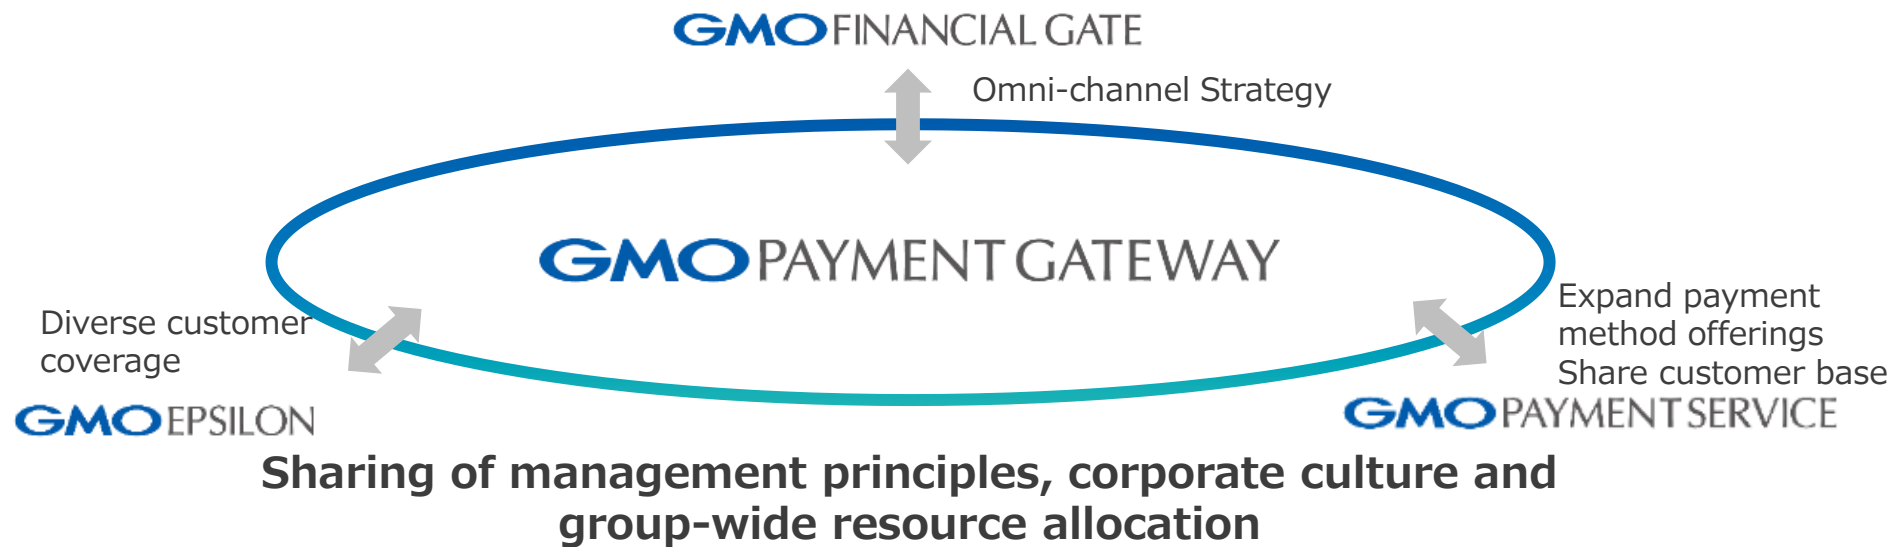 GMO FINANCIAL GATE
Omni-channel Strategy
GMO PAYMENT GATEWAY
Diverse customer
coverage
GMO EPSILON
Expand payment
method offerings
Share customer base
GMO PAYMENT SERVICE
Sharing of management principles, corporate culture and
group-wide resource allocation